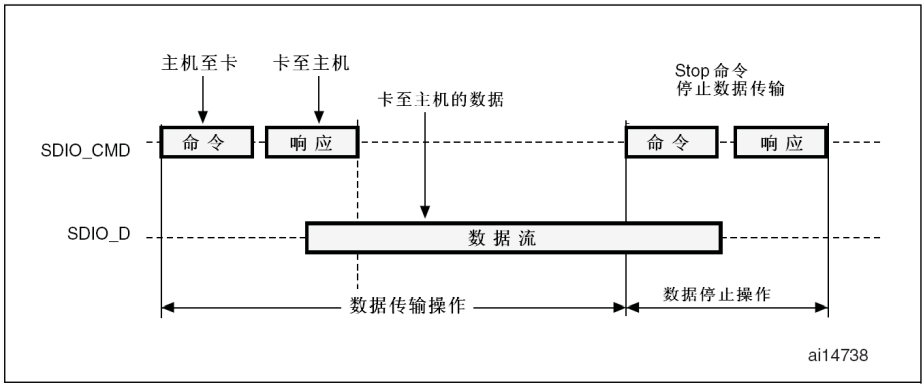 主机至卡
卡至主机
Stop 命令
停止数据传输
卡至主机的数据
SDIO_CMD
命令
响应
命令
响应
SDIO_D
数据流
数据传输操作
数据停止操作
ai14738